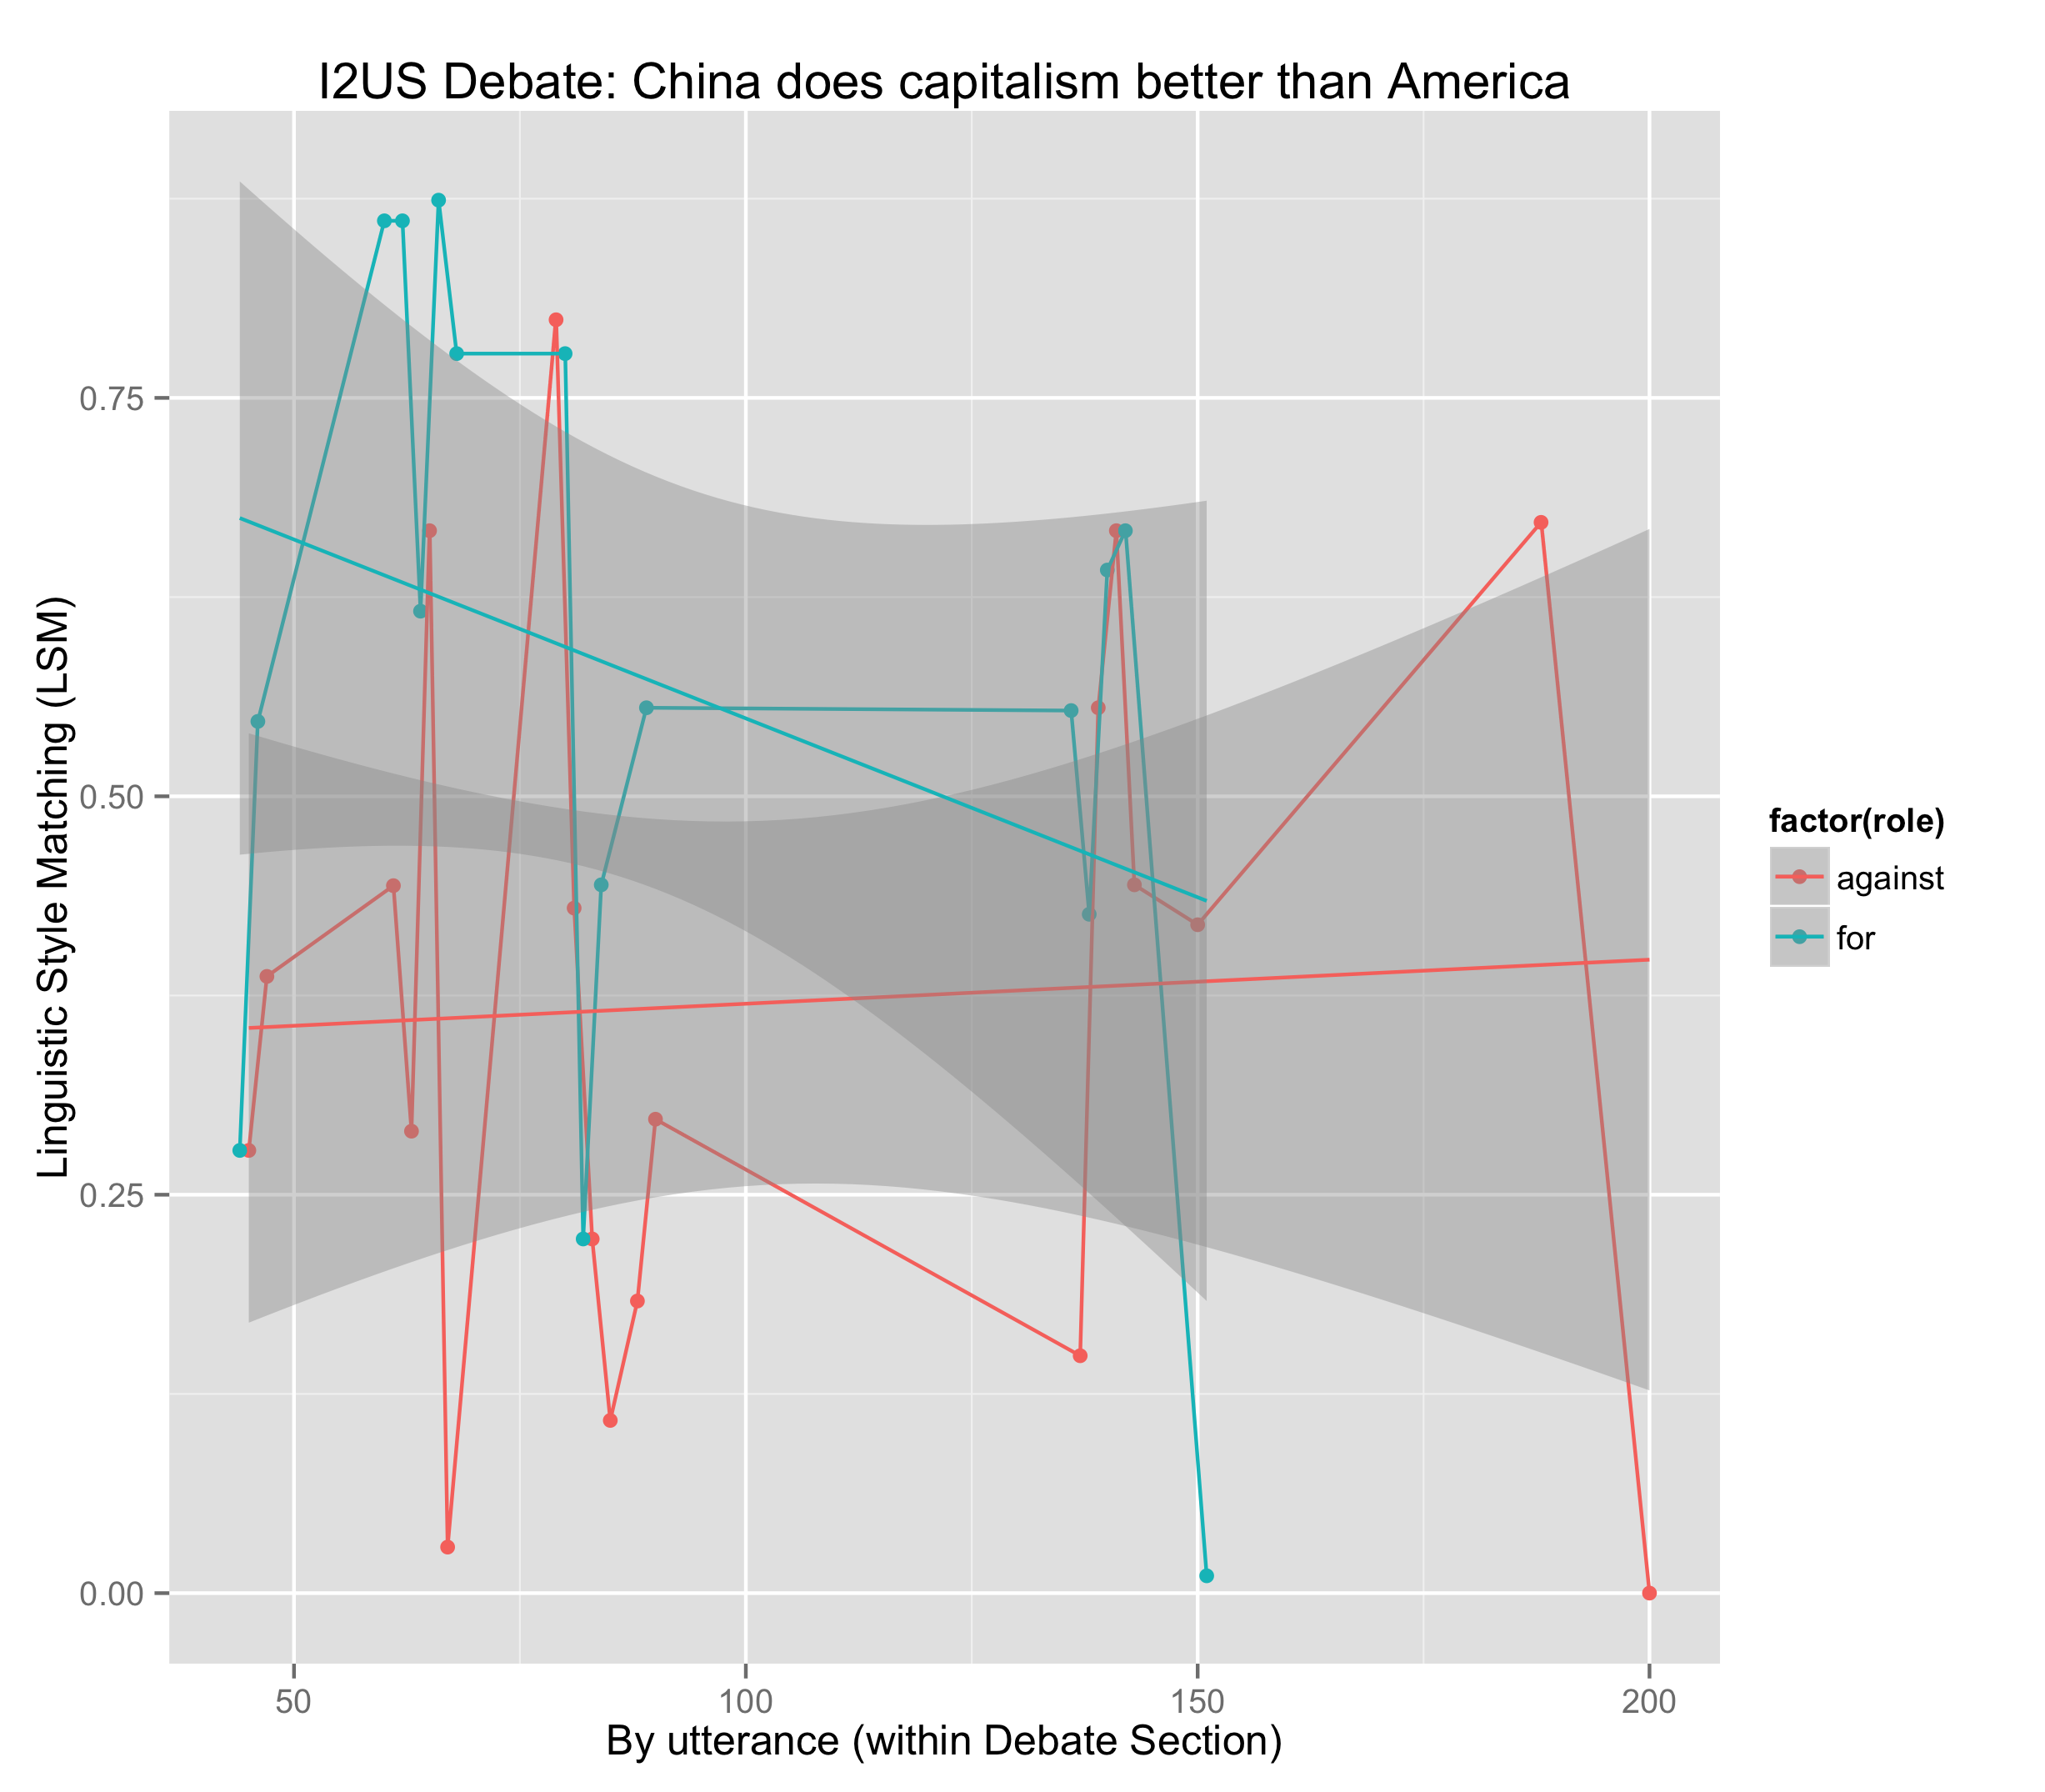 I2US Debate: China does capitalism better than America
Linguistic Style Matching (LSM)
0.75
0.50
0.25
0.00
50
100
150
200
By utterance (within Debate Section)
factor(role)
against
for